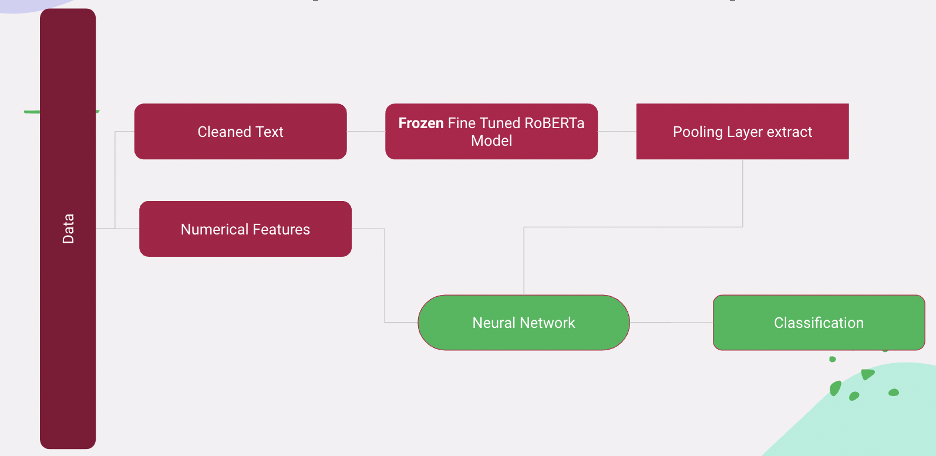 Data
Cleaned Text
Frozen Fine Tuned RoBERTa
Model
Pooling Layer extract
Numerical Features
Neural Network
Classification